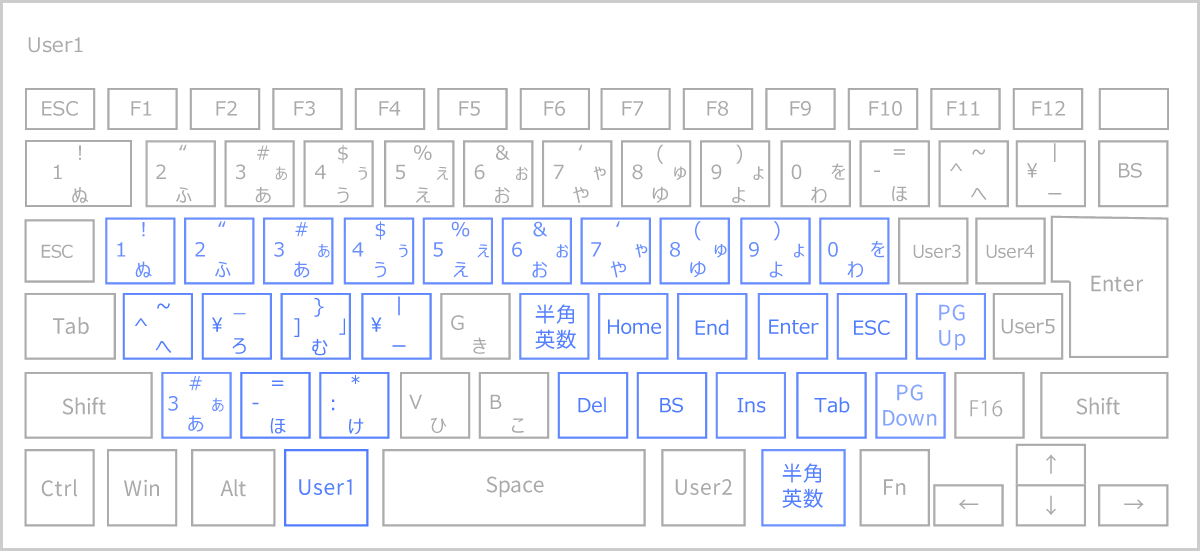 User1
ESC F1 F2 F3 F4 F5 F6 F7 F8 F9 F10 F11 F12
! “ # $ % & ‘ ( ) = ~ |
1 2 3 ぁ 4 ぅ 5 ぇ 6 ぉ 7 ゃ 8 ゅ 9 ょ 0 を - ^ ¥ BS
ぬ ふ あ う え お や ゆ よ わ ほ へ ー
! “ # $ % & ‘ ( )
ESC 1 2 3 ぁ 4 ぅ 5 ぇ 6 ぉ 7 ゃ 8 ゅ 9 ょ 0 を User3 User4
ぬ ふ あ う え お や ゆ よ わ
Enter
~ _ } | 半角 PG
Tab ^ ¥ ] 」 ¥ G Home End Enter ESC User5
へ ろ む ー き 英数 Up
# = * PG
Shift 3 ぁ - : V B Del BS Ins Tab F16 Shift
あ ほ け ひ こ Down
半角 ↑
Ctrl Win Alt User1 Space User2 Fn
英数 ← ↓ →